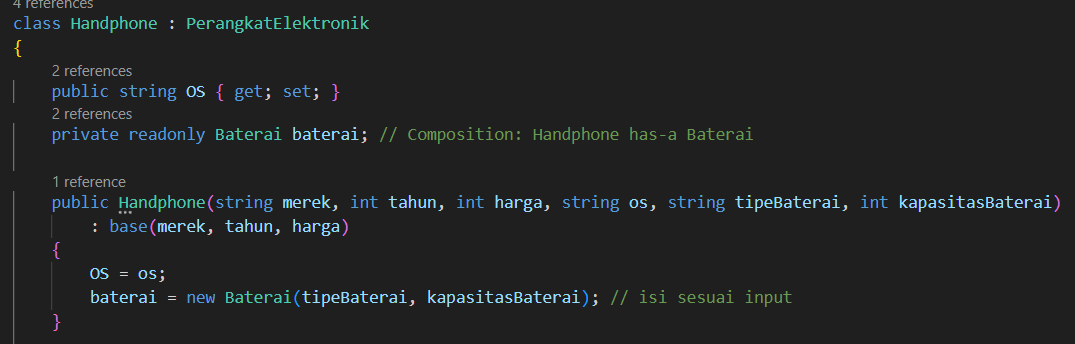 4 references
class Handphone : PerangkatElektronik
{
2 references
public string OS { get; set; }
2 references
private readonly Baterai baterai; // Composition: Handphone has-a Baterai
1 reference
public Handphone(string merek, int tahun, int harga, string os, string tipeBaterai, int kapasitasBaterai)
: base(merek, tahun, harga)
{
OS = os;
baterai = new Baterai(tipeBaterai, kapasitasBaterai); // isi sesuai input
}